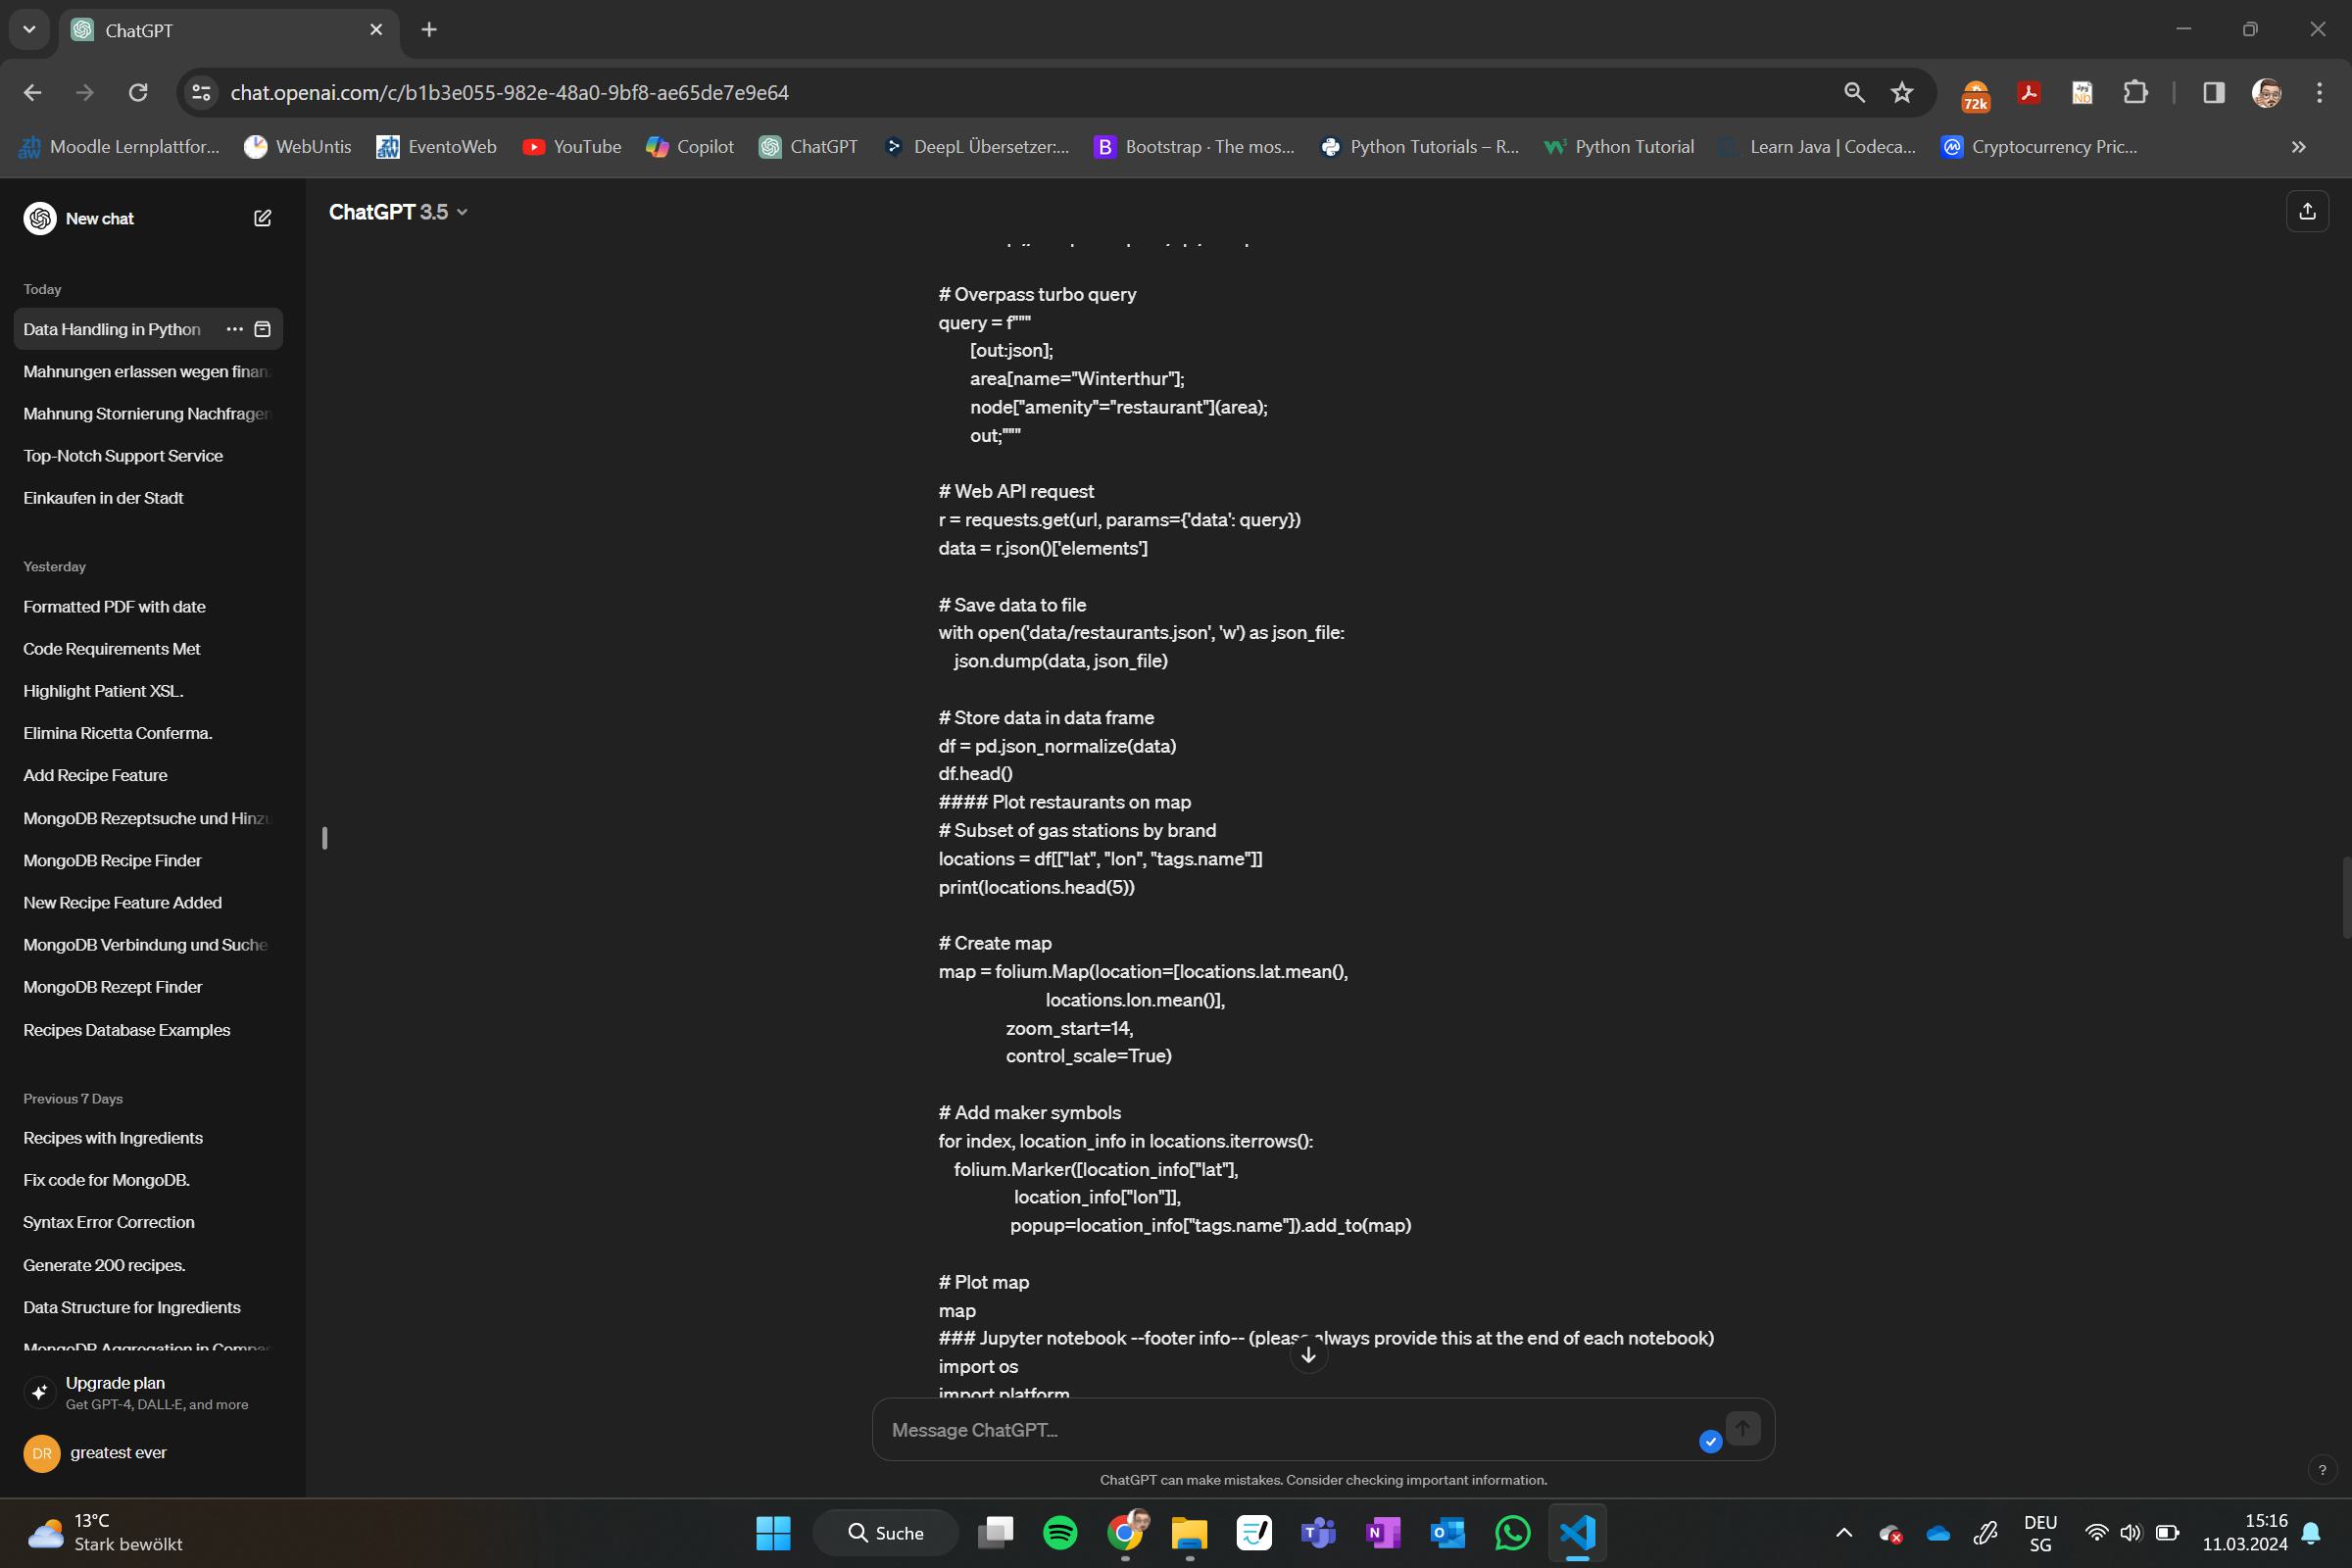 ChatGPT
chat.openai.com/c/b1b3e055-982e-48a0-9bf8-ae65de7e9e64
72k
Moodle Lernplattfor...
WebUntis
EventoWeb
YouTube
Copilot
ChatGPT
DeepL Übersetzer:...
B
Bootstrap · The mos...
Python Tutorials – R...
Python Tutorial
Learn Java | Codeca...
Cryptocurrency Pric...
New chat
Today
Data Handling in Python
Mahnungen erlassen wegen finan
Mahnung Stornierung Nachfragen
Top-Notch Support Service
Einkaufen in der Stadt
Yesterday
Formatted PDF with date
Code Requirements Met
Highlight Patient XSL.
Elimina Ricetta Conferma.
Add Recipe Feature
MongoDB Rezeptsuche und Hinzu
MongoDB Recipe Finder
New Recipe Feature Added
MongoDB Verbindung und Suche
MongoDB Rezept Finder
Recipes Database Examples
Previous 7 Days
Recipes with Ingredients
Fix code for MongoDB.
Syntax Error Correction
Generate 200 recipes.
Data Structure for Ingredients
MongoDB Aggregation in Compas
Upgrade plan
Get GPT-4, DALL·E, and more
DR
greatest ever
ChatGPT 3.5
# Overpass turbo query
query = f"""
[out:json];
area[name="Winterthur"];
node["amenity"="restaurant"](area);
out;"""
# Web API request
r = requests.get(url, params={'data': query})
data = r.json()['elements']
# Save data to file
with open('data/restaurants.json', 'w') as json_file:
json.dump(data, json_file)
# Store data in data frame
df = pd.json_normalize(data)
df.head()
#### Plot restaurants on map
# Subset of gas stations by brand
locations = df[["lat", "lon", "tags.name"]]
print(locations.head(5))
# Create map
map = folium.Map(location=[locations.lat.mean(),
locations.lon.mean()],
zoom_start=14,
control_scale=True)
# Add maker symbols
for index, location_info in locations.iterrows():
folium.Marker([location_info["lat"],
location_info["lon"]],
popup=location_info["tags.name"]).add_to(map)
# Plot map
map
### Jupyter notebook --footer info-- (please always provide this at the end of each notebook)
import os
import platform
Message ChatGPT...
ChatGPT can make mistakes. Consider checking important information.
?
13°C
Stark bewölkt
Suche
DEU
SG
15:16
11.03.2024